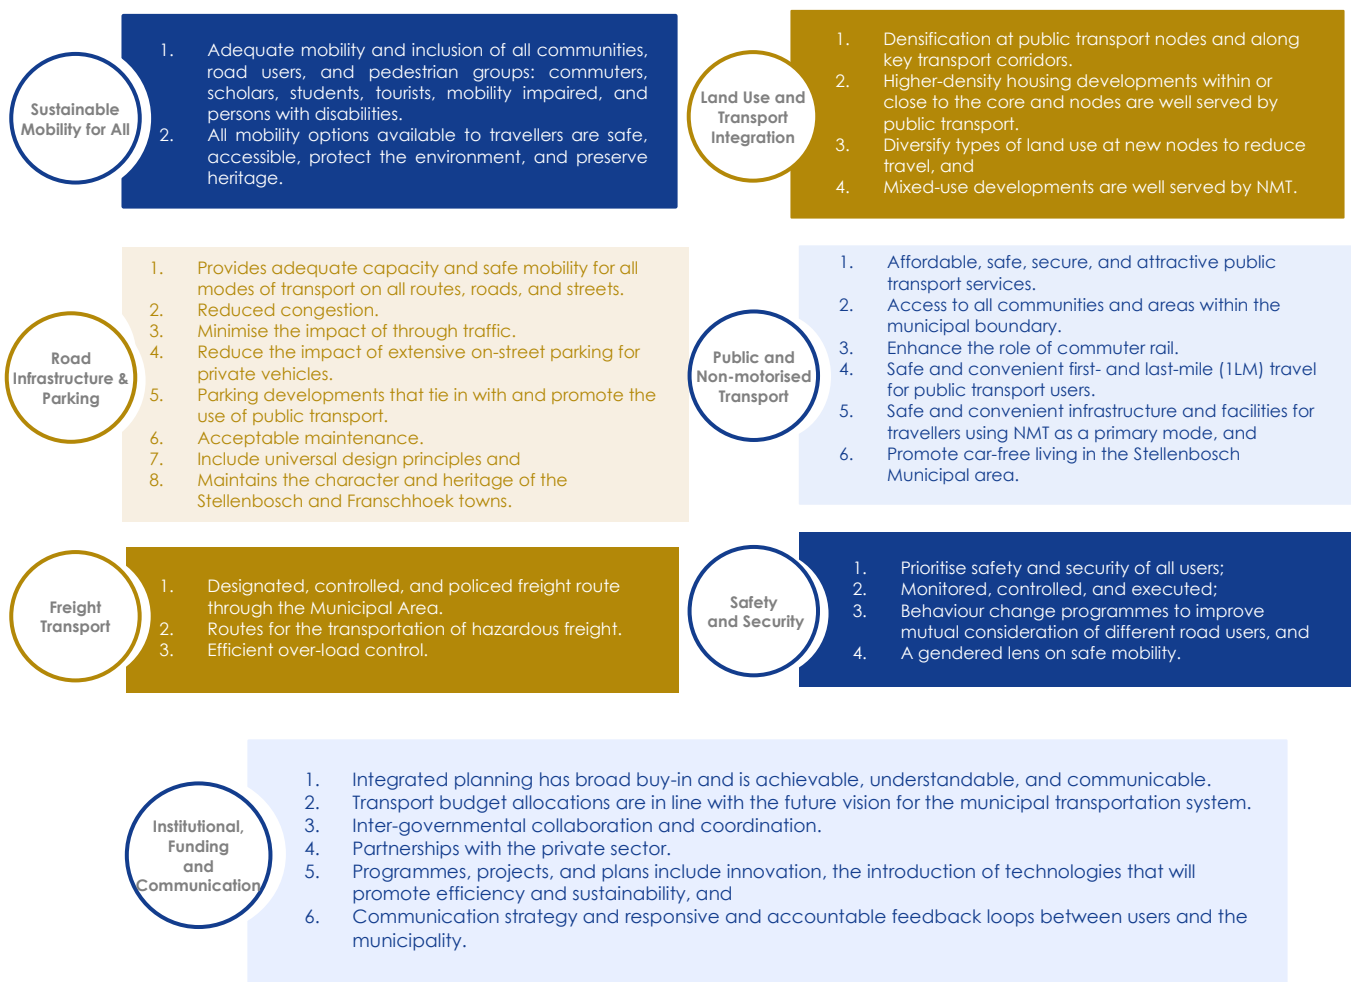 Sustainable
Mobility for All
1. Adequate mobility and inclusion of all communities,
road users, and pedestrian groups: commuters,
scholars, students, tourists, mobility impaired, and
persons with disabilities.
2. All mobility options available to travellers are safe,
accessible, protect the environment, and preserve
heritage.
Land Use and
Transport
Integration
1. Densification at public transport nodes and along
key transport corridors.
2. Higher-density housing developments within or
close to the core and nodes are well served by
public transport.
3. Diversify types of land use at new nodes to reduce
travel, and
4. Mixed-use developments are well served by NMT.
Road
Infrastructure &
Parking
1. Provides adequate capacity and safe mobility for all
modes of transport on all routes, roads, and streets.
2. Reduced congestion.
3. Minimise the impact of through traffic.
4. Reduce the impact of extensive on-street parking for
private vehicles.
5. Parking developments that tie in with and promote the
use of public transport.
6. Acceptable maintenance.
7. Include universal design principles and
8. Maintains the character and heritage of the
Stellenbosch and Franschhoek towns.
Public and
Non-motorised
Transport
1. Affordable, safe, secure, and attractive public
transport services.
2. Access to all communities and areas within the
municipal boundary.
3. Enhance the role of commuter rail.
4. Safe and convenient first- and last-mile (1LM) travel
for public transport users.
5. Safe and convenient infrastructure and facilities for
travellers using NMT as a primary mode, and
6. Promote car-free living in the Stellenbosch
Municipal area.
Freight
Transport
1. Designated, controlled, and policed freight route
through the Municipal Area.
2. Routes for the transportation of hazardous freight.
3. Efficient over-load control.
Safety
and Security
1. Prioritise safety and security of all users;
2. Monitored, controlled, and executed;
3. Behaviour change programmes to improve
mutual consideration of different road users, and
4. A gendered lens on safe mobility.
Institutional,
Funding
and
Communication
1. Integrated planning has broad buy-in and is achievable, understandable, and communicable.
2. Transport budget allocations are in line with the future vision for the municipal transportation system.
3. Inter-governmental collaboration and coordination.
4. Partnerships with the private sector.
5. Programmes, projects, and plans include innovation, the introduction of technologies that will
promote efficiency and sustainability, and
6. Communication strategy and responsive and accountable feedback loops between users and the
municipality.